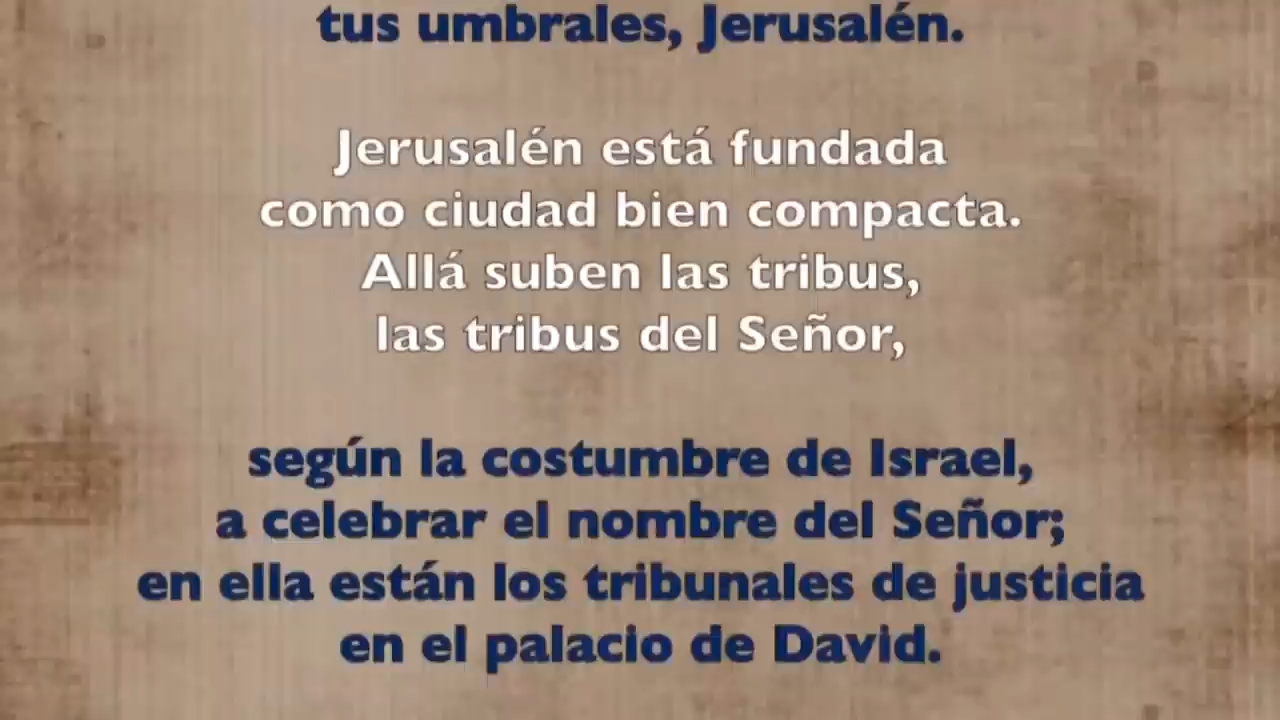 tus umbrales, Jerusalén.
Jerusalén está fundada
como ciudad bien compacta.
Allá suben las tribus,
las tribus del Señor,
según la costumbre de Israel,
a celebrar el nombre del Señor;
en ella están los tribunales de justicia
en el palacio de David.